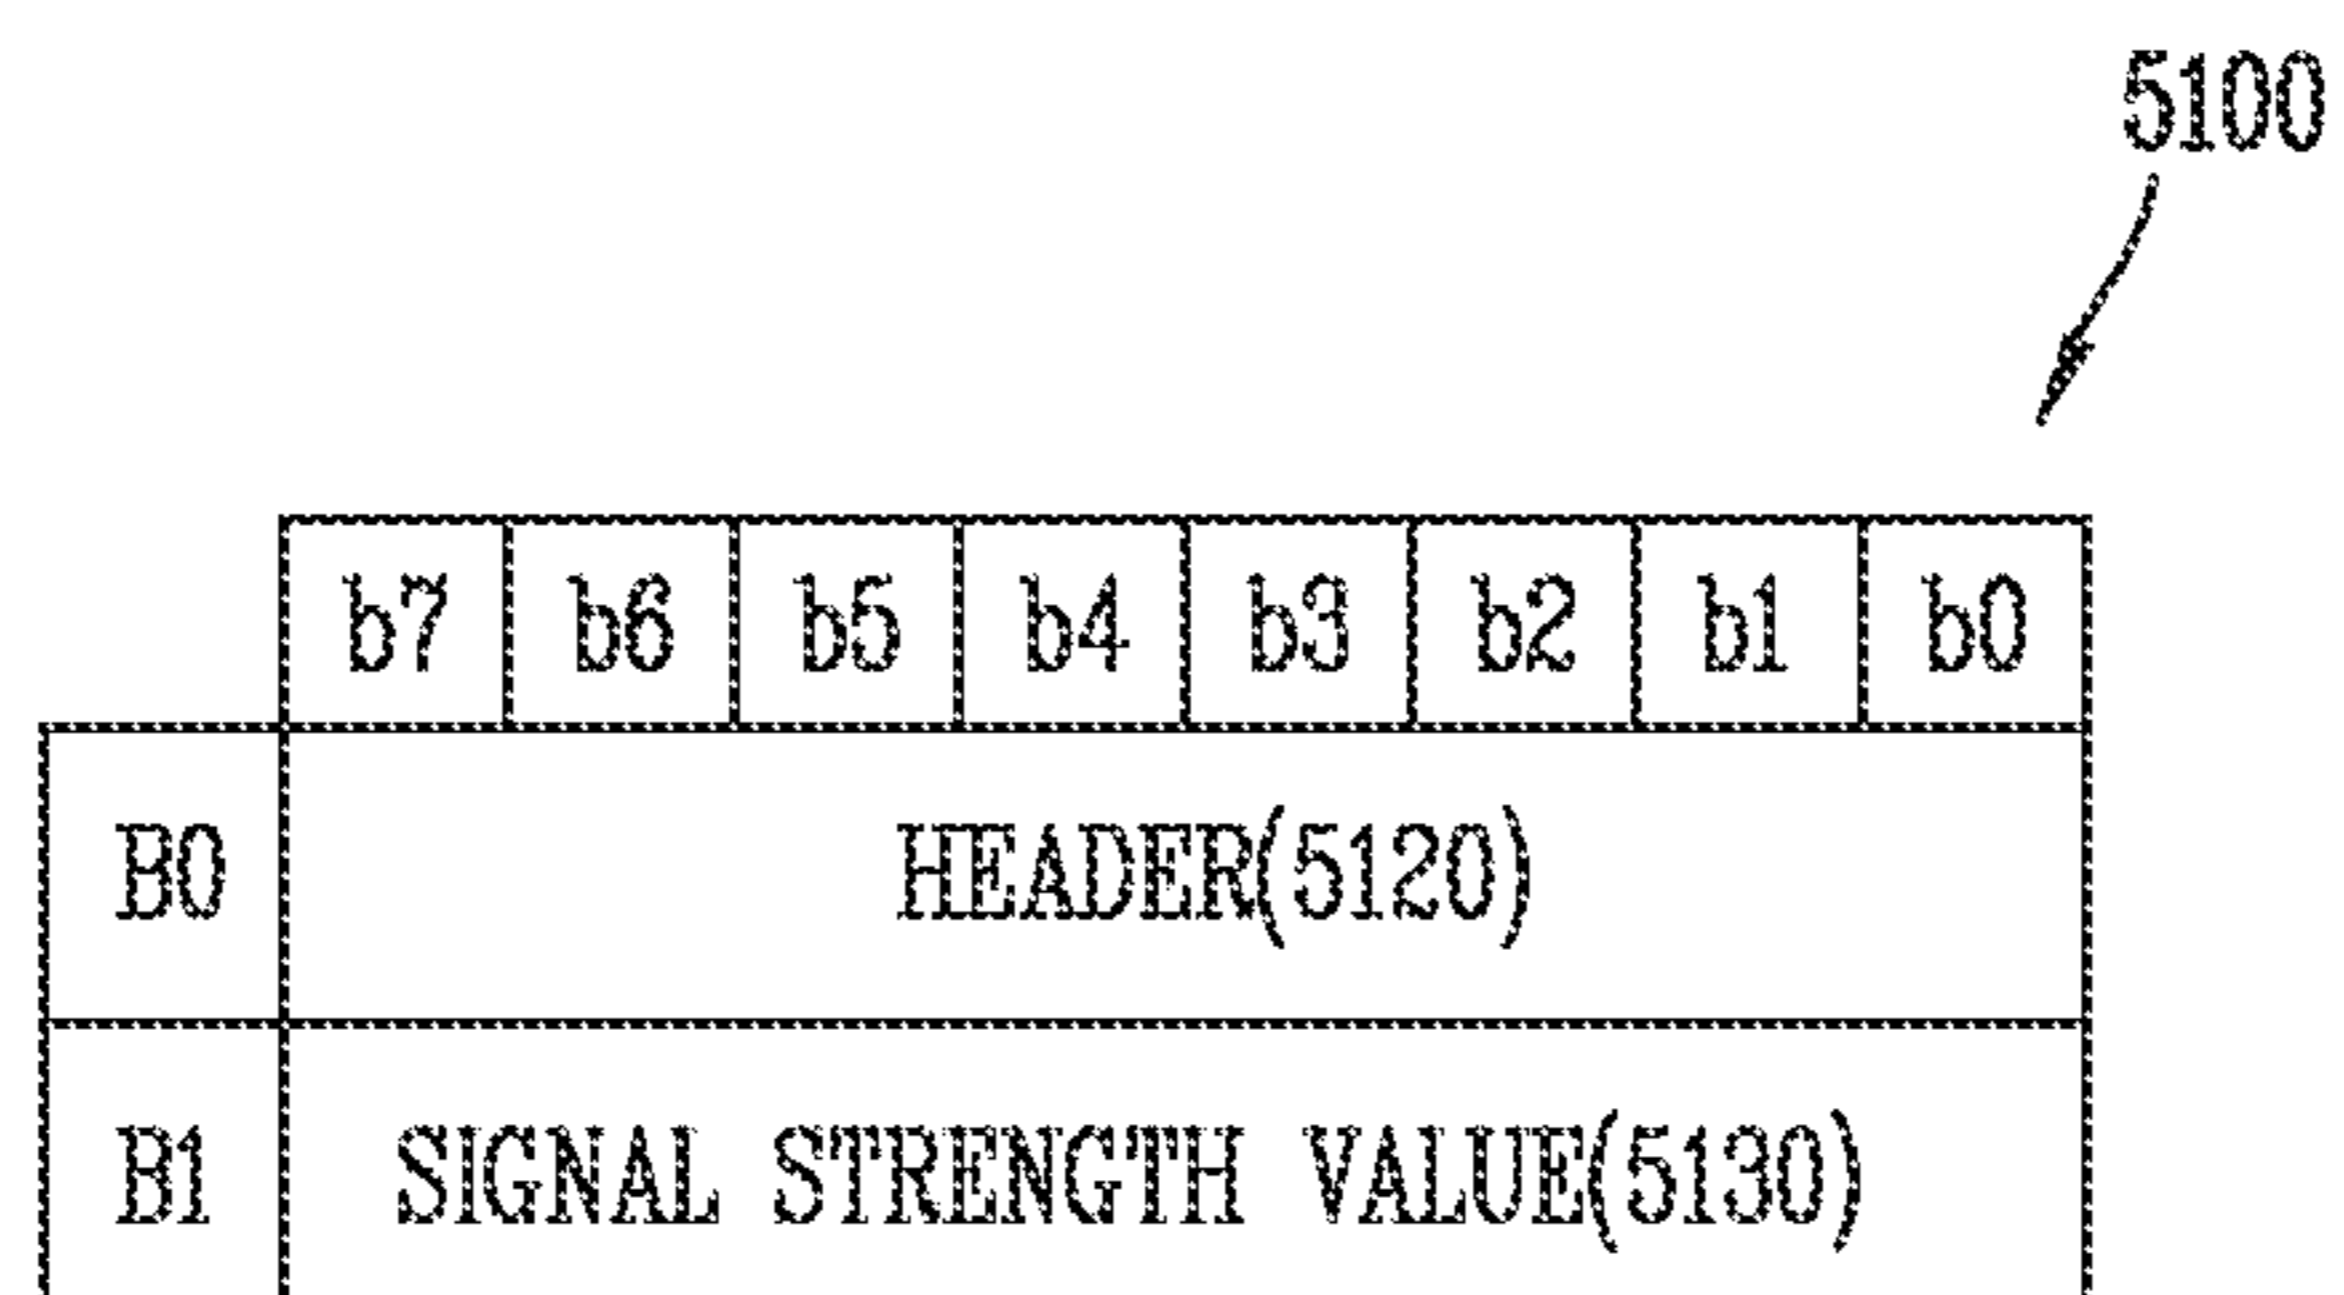 5100
b7 b6 b5 b4 b3 b2 b1 b0
B0 HEADER(5120)
B1 SIGNAL STRENGTH VALUE(5130)